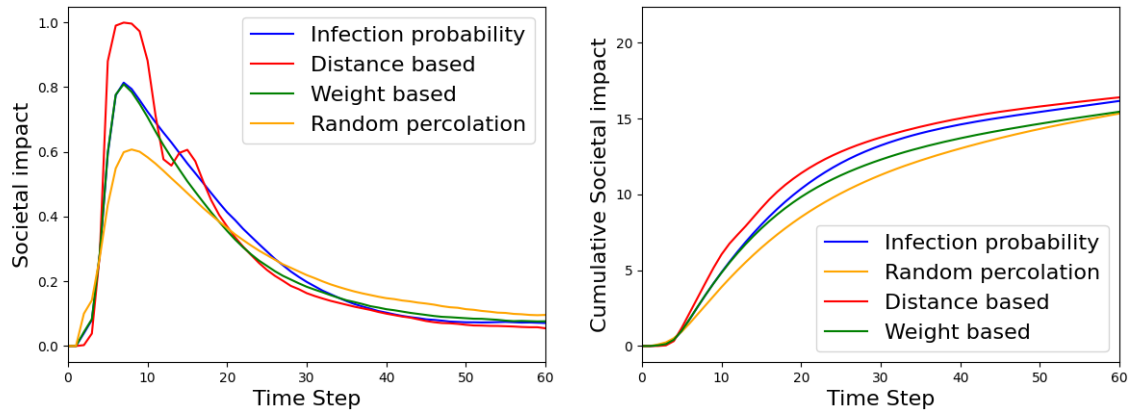 Societal impact
1.0
0.8
0.6
0.4
0.2
0.0
Infection probability
Distance based
Weight based
Random percolation
0 10 20 30 40 50 60
Time Step
Cumulative Societal impact
20
15
10
5
0
Infection probability
Random percolation
Distance based
Weight based
0 10 20 30 40 50 60
Time Step